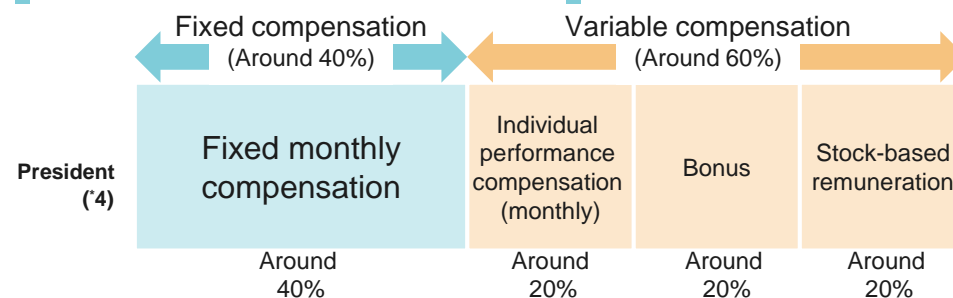 Fixed compensation
(Around 40%)
Variable compensation
(Around 60%)
President
(*4)
Fixed monthly
compensation
Individual
performance
compensation
(monthly)
Bonus
Stock-based
remuneration
Around
40%
Around
20%
Around
20%
Around
20%